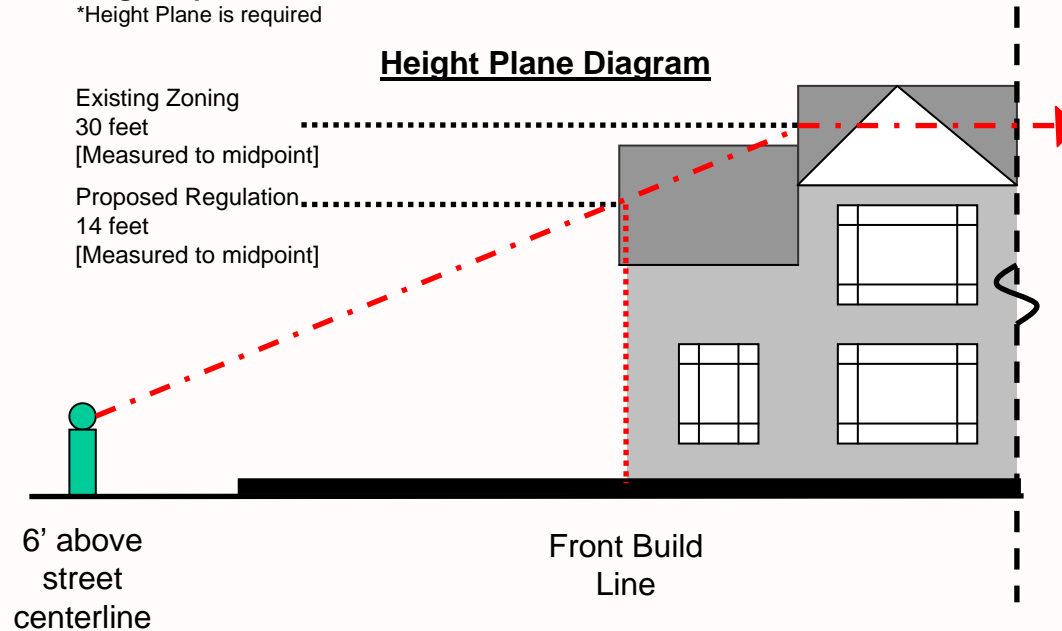 *Height Plane is required
Height Plane Diagram
Existing Zoning
30 feet
[Measured to midpoint]
Proposed Regulation
14 feet
[Measured to midpoint]
6' above
street
centerline
Front Build
Line